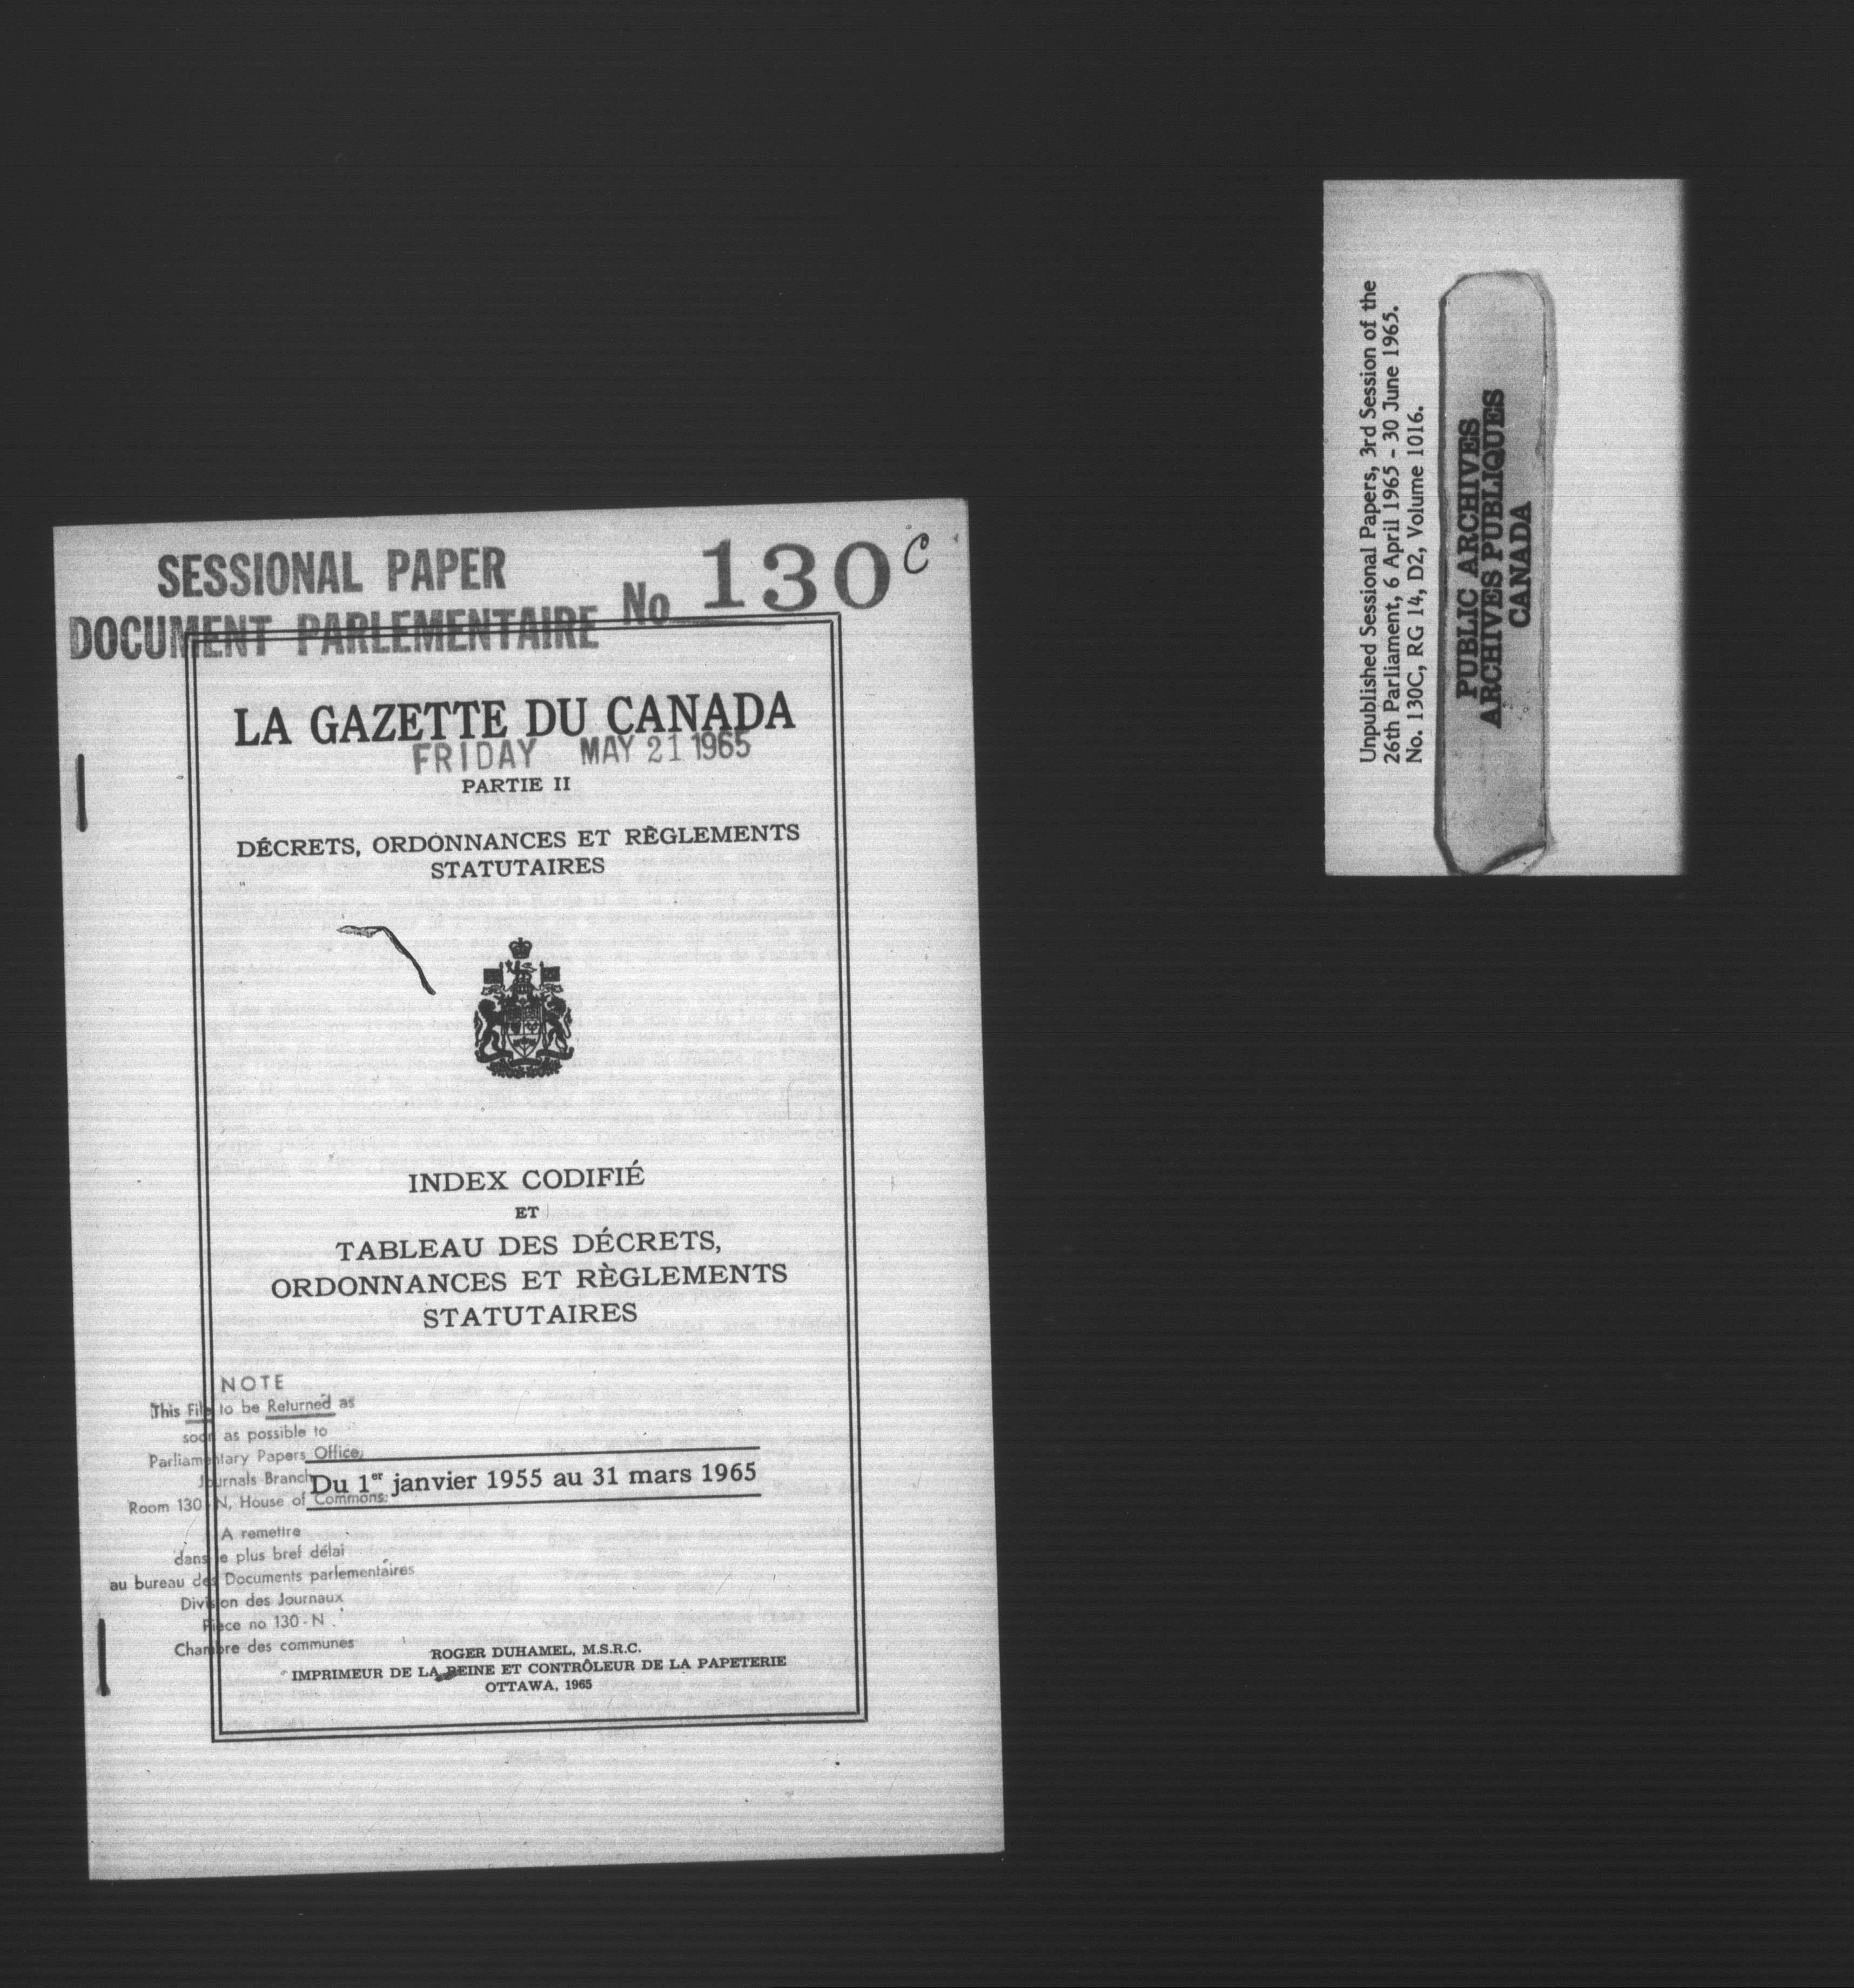 SESSIONAL PAPER
DOCUMENT PARLEMENTAIRE No 130 C
LA GAZETTE DU CANADA
FRIDAY MAY 21 1965
PARTIE II
DÉCRETS, ORDONNANCES ET RÈGLEMENTS
STATUTAIRES
INDEX CODIFIÉ
ET
TABLEAU DES DÉCRETS,
ORDONNANCES ET RÈGLEMENTS
STATUTAIRES
NOTE
This File to be Returned as
soon as possible to
Parliamentary Papers Office,
Journals Branch
Room 130-N, House of Commons.
Du 1er janvier 1955 au 31 mars 1965
A remettre
dans le plus bref délai
au bureau des Documents parlementaires
Division des Journaux
Pièce no 130-N
Chambre des communes
ROGER DUHAMEL, M.S.R.C.
IMPRIMEUR DE LA REINE ET CONTRÔLEUR DE LA PAPETERIE
OTTAWA, 1965
Unpublished Sessional Papers, 3rd Session of the
26th Parliament, 6 April 1965 - 30 June 1965.
No. 130C, RG 14, D2, Volume 1016.
PUBLIC ARCHIVES
ARCHIVES PUBLIQUES
CANADA